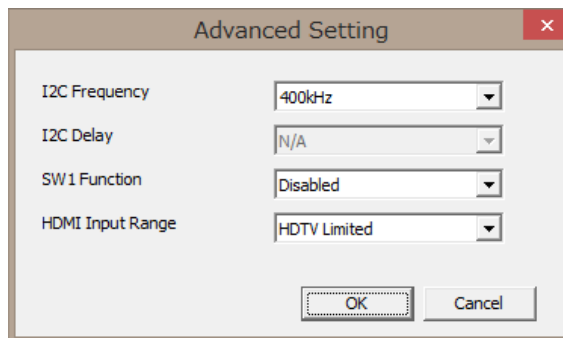 Advanced Setting
I2C Frequency
400kHz
I2C Delay
N/A
SW1 Function
Disabled
HDMI Input Range
HDTV Limited
OK
Cancel